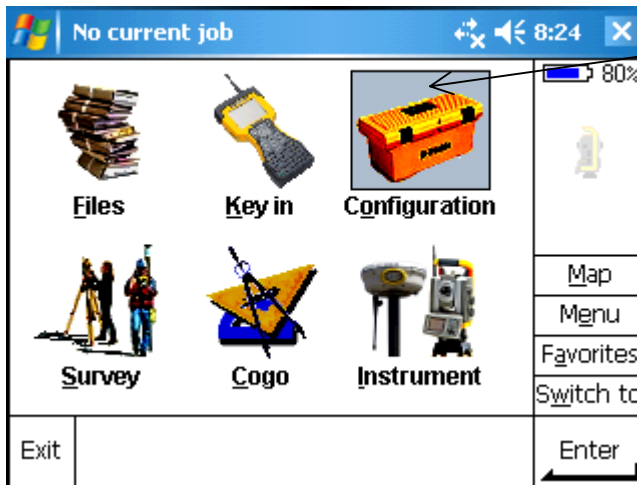 No current job 8:24
80%
Files Key in Configuration
Survey Cogo Instrument
Map
Menu
Favorites
Switch to
Exit
Enter